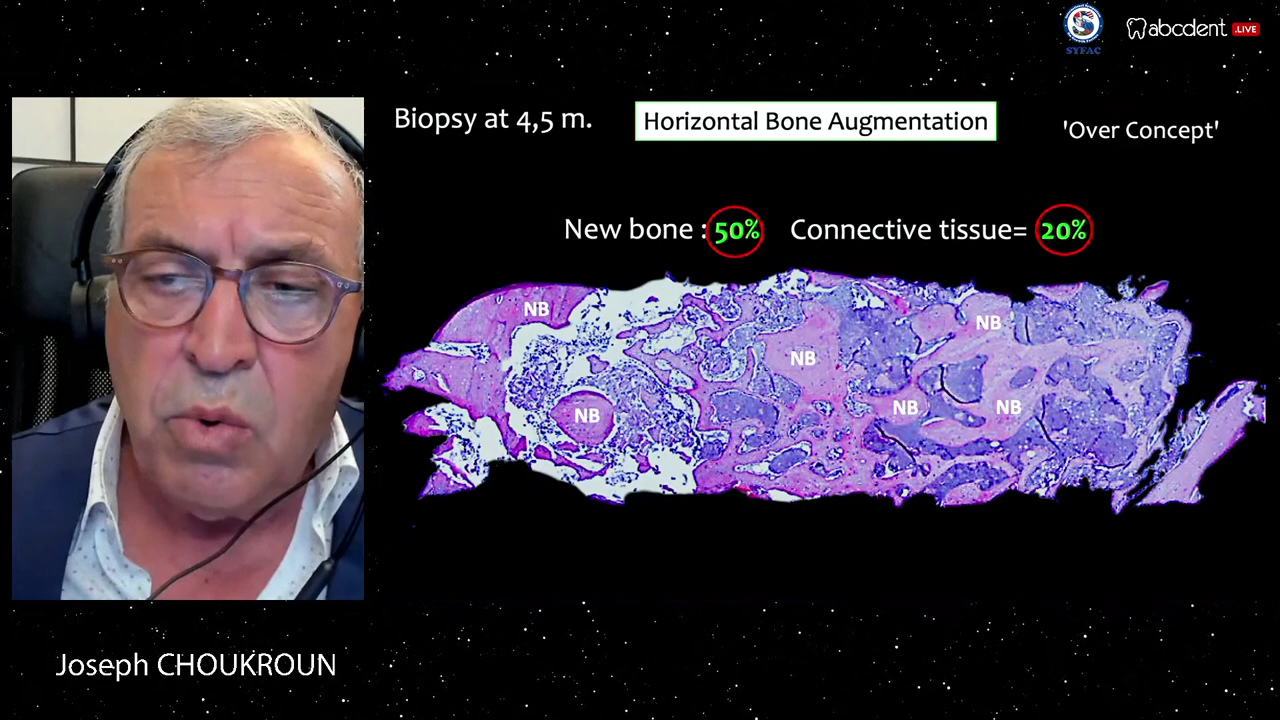 SYFAC
abcdent .LIVE
Biopsy at 4,5 m.
Horizontal Bone Augmentation
'Over Concept'
New bone : 50% Connective tissue= 20%
NB
NB
NB
NB
NB
NB
Joseph CHOUKROUN